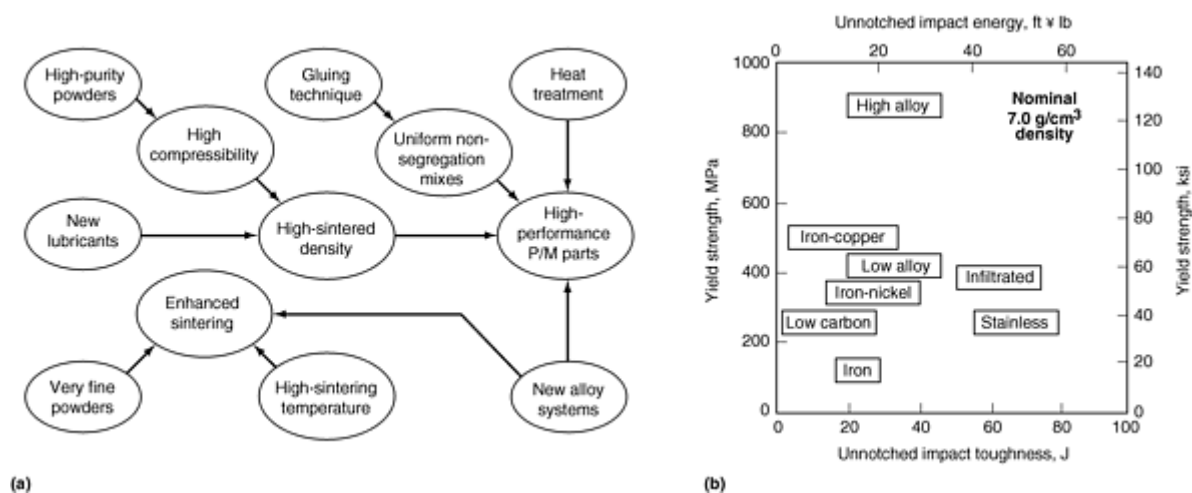 High-purity
powders
Gluing
technique
Heat
treatment
High
compressibility
Uniform non-
segregation
mixes
New
lubricants
High-sintered
density
High-
performance
P/M parts
Enhanced
sintering
Very fine
powders
High-sintering
temperature
New alloy
systems
(a)
Unnotched impact energy, ft ¥ lb
0 20 40 60
1000
800
600
400
200
0
Yield strength, MPa
High alloy
Nominal
7.0 g/cm³
density
Iron-copper
Low alloy
Infiltrated
Iron-nickel
Low carbon
Stainless
Iron
140
120
100
80
60
40
20
0
Yield strength, ksi
0 20 40 60 80 100
Unnotched impact toughness, J
(b)